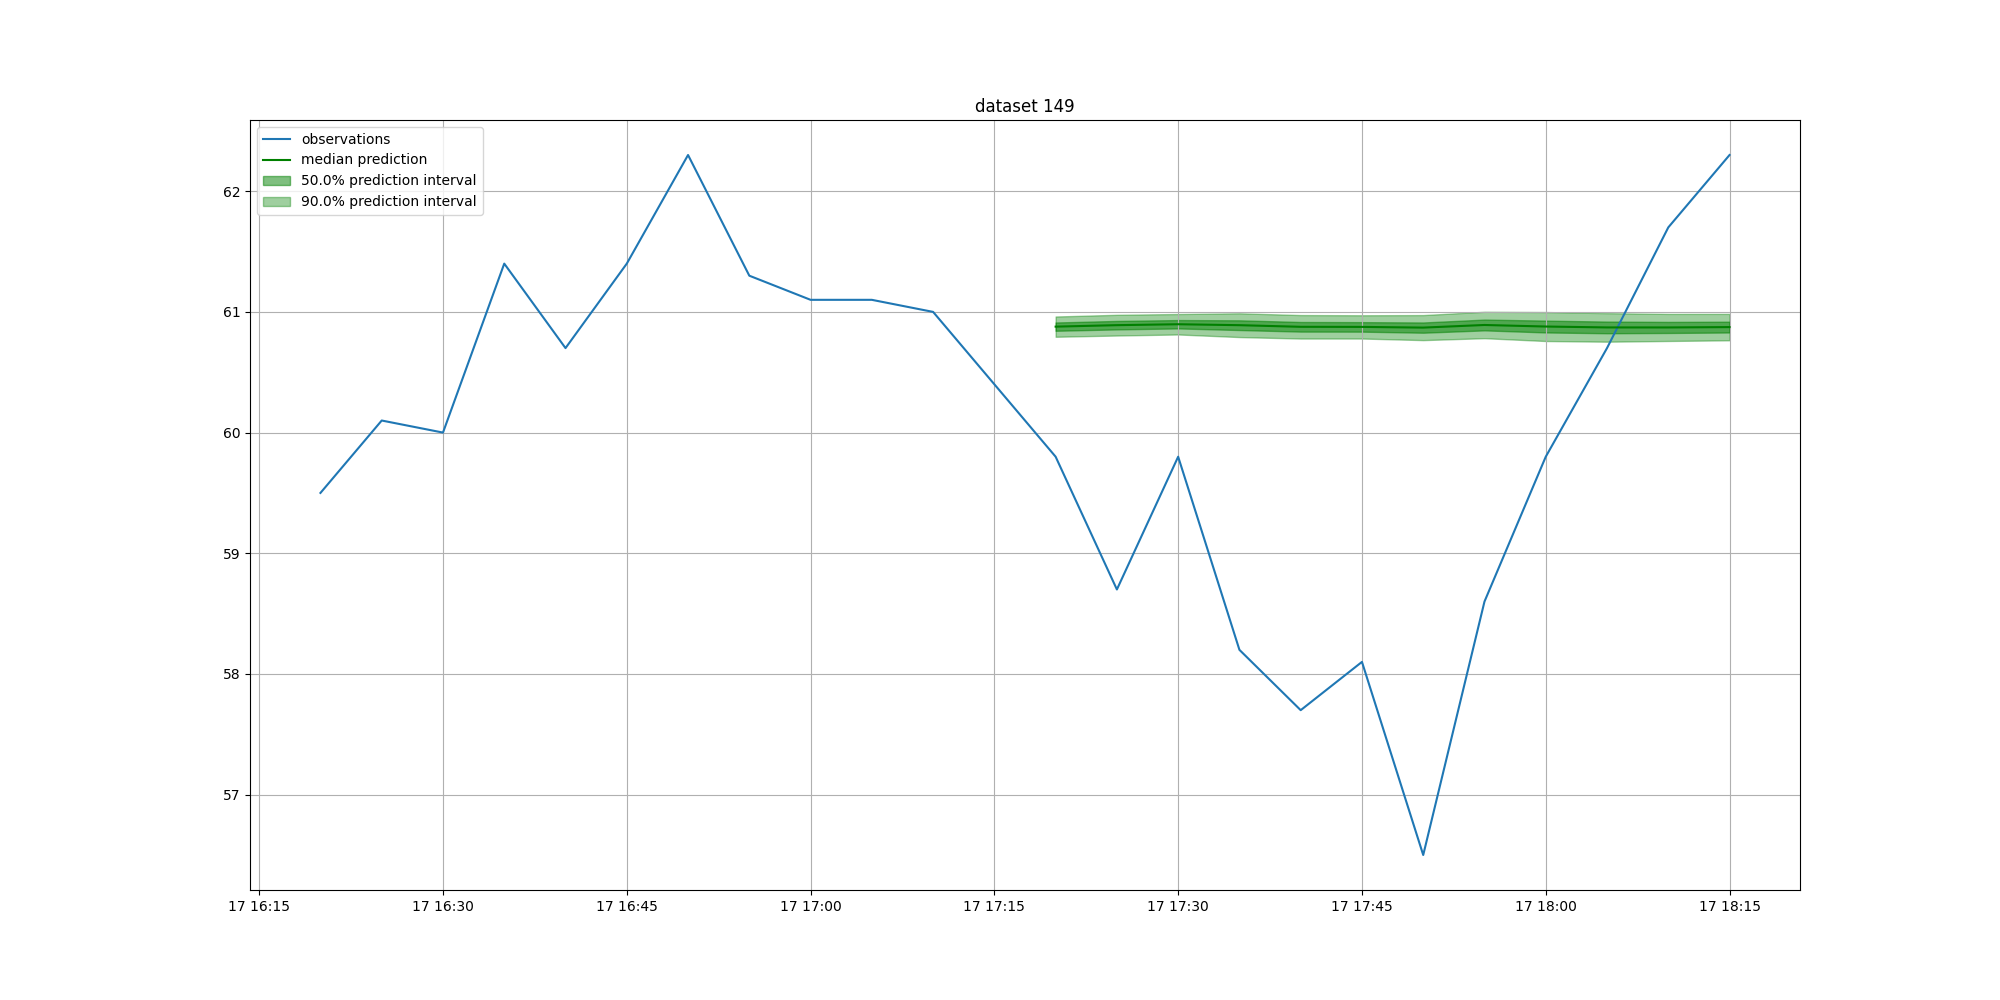 dataset 149
observations
median prediction
50.0% prediction interval
90.0% prediction interval
62
61
60
59
58
57
17 16:15 17 16:30 17 16:45 17 17:00 17 17:15 17 17:30 17 17:45 17 18:00 17 18:15